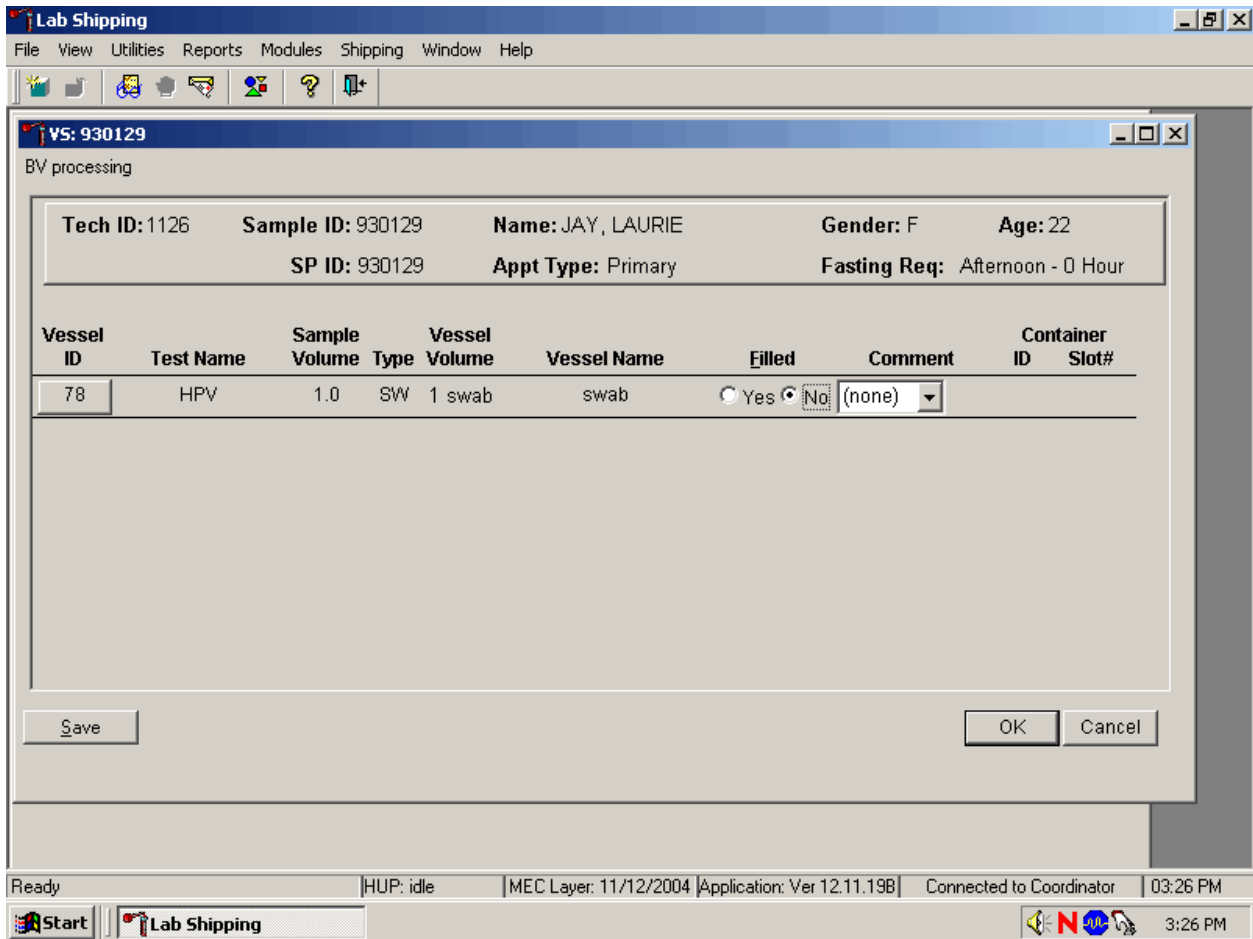 Lab Shipping
File View Utilities Reports Modules Shipping Window Help
VS: 930129
BV processing
Tech ID: 1126 Sample ID: 930129 Name: JAY, LAURIE Gender: F Age: 22
SP ID: 930129 Appt Type: Primary Fasting Req: Afternoon - 0 Hour
Vessel Sample Vessel Container
ID Test Name Volume Type Volume Vessel Name Filled Comment ID Slot#
78 HPV 1.0 SW 1 swab swab Yes No (none)
Save OK Cancel
Ready HUP: idle MEC Layer: 11/12/2004 Application: Ver 12.11.19B Connected to Coordinator 03:26 PM
Start Lab Shipping N 3:26 PM